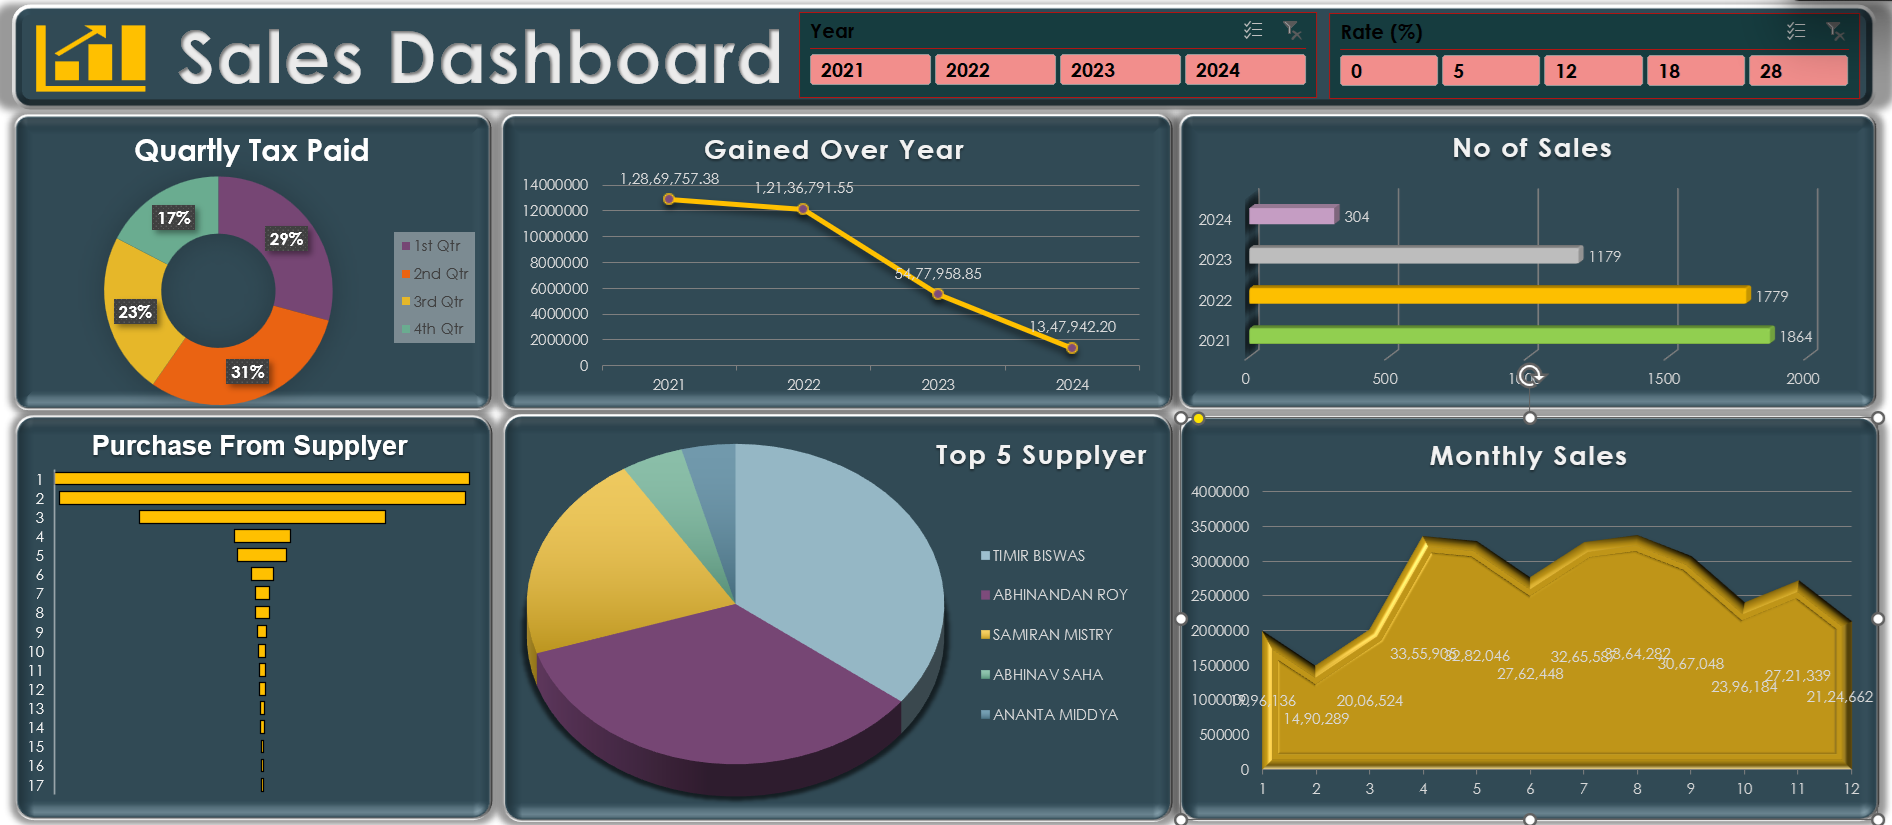 Sales Dashboard
Year
2021 2022 2023 2024
Rate (%)
0 5 12 18 28
Quartly Tax Paid
17%
29%
23%
31%
1st Qtr
2nd Qtr
3rd Qtr
4th Qtr
Gained Over Year
14000000
12000000
10000000
8000000
6000000
4000000
2000000
0
1,28,69,757.38
1,21,36,791.55
54,77,958.85
13,47,942.20
2021 2022 2023 2024
No of Sales
2024 304
2023 1179
2022 1779
2021 1864
0 500 1500 2000
Purchase From Supplyer
1
2
3
4
5
6
7
8
9
10
11
12
13
14
15
16
17
Top 5 Supplyer
TIMIR BISWAS
ABHINANDAN ROY
SAMIRAN MISTRY
ABHINAV SAHA
ANANTA MIDDYA
Monthly Sales
4000000
3500000
3000000
2500000
2000000
1500000
1000000
500000
0
19,96,136
14,90,289
20,06,524
33,55,905
32,82,046
27,62,448
32,65,587
33,64,282
30,67,048
23,96,184
27,21,339
21,24,662
1 2 3 4 5 6 7 8 9 10 11 12